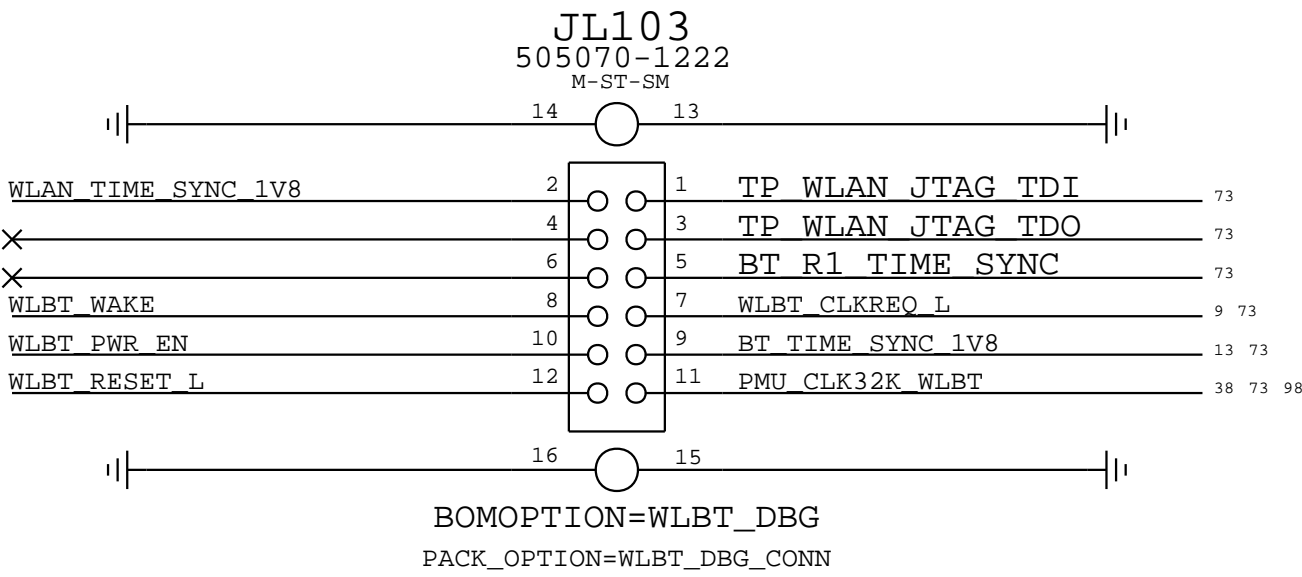 JL103
505070-1222
M-ST-SM
14 13
WLAN_TIME_SYNC_1V8 2 1 TP_WLAN_JTAG_TDI 73
4 3 TP_WLAN_JTAG_TDO 73
6 5 BT_R1_TIME_SYNC 73
WLBT_WAKE 8 7 WLBT_CLKREQ_L 9 73
WLBT_PWR_EN 10 9 BT_TIME_SYNC_1V8 13 73
WLBT_RESET_L 12 11 PMU_CLK32K_WLBT 38 73 98
16 15
BOMOPTION=WLBT_DBG
PACK_OPTION=WLBT_DBG_CONN